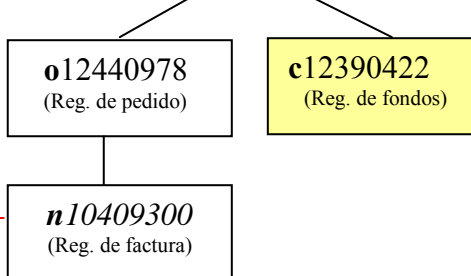 o12440978
(Reg. de pedido)
c12390422
(Reg. de fondos)
n10409300
(Reg. de factura)